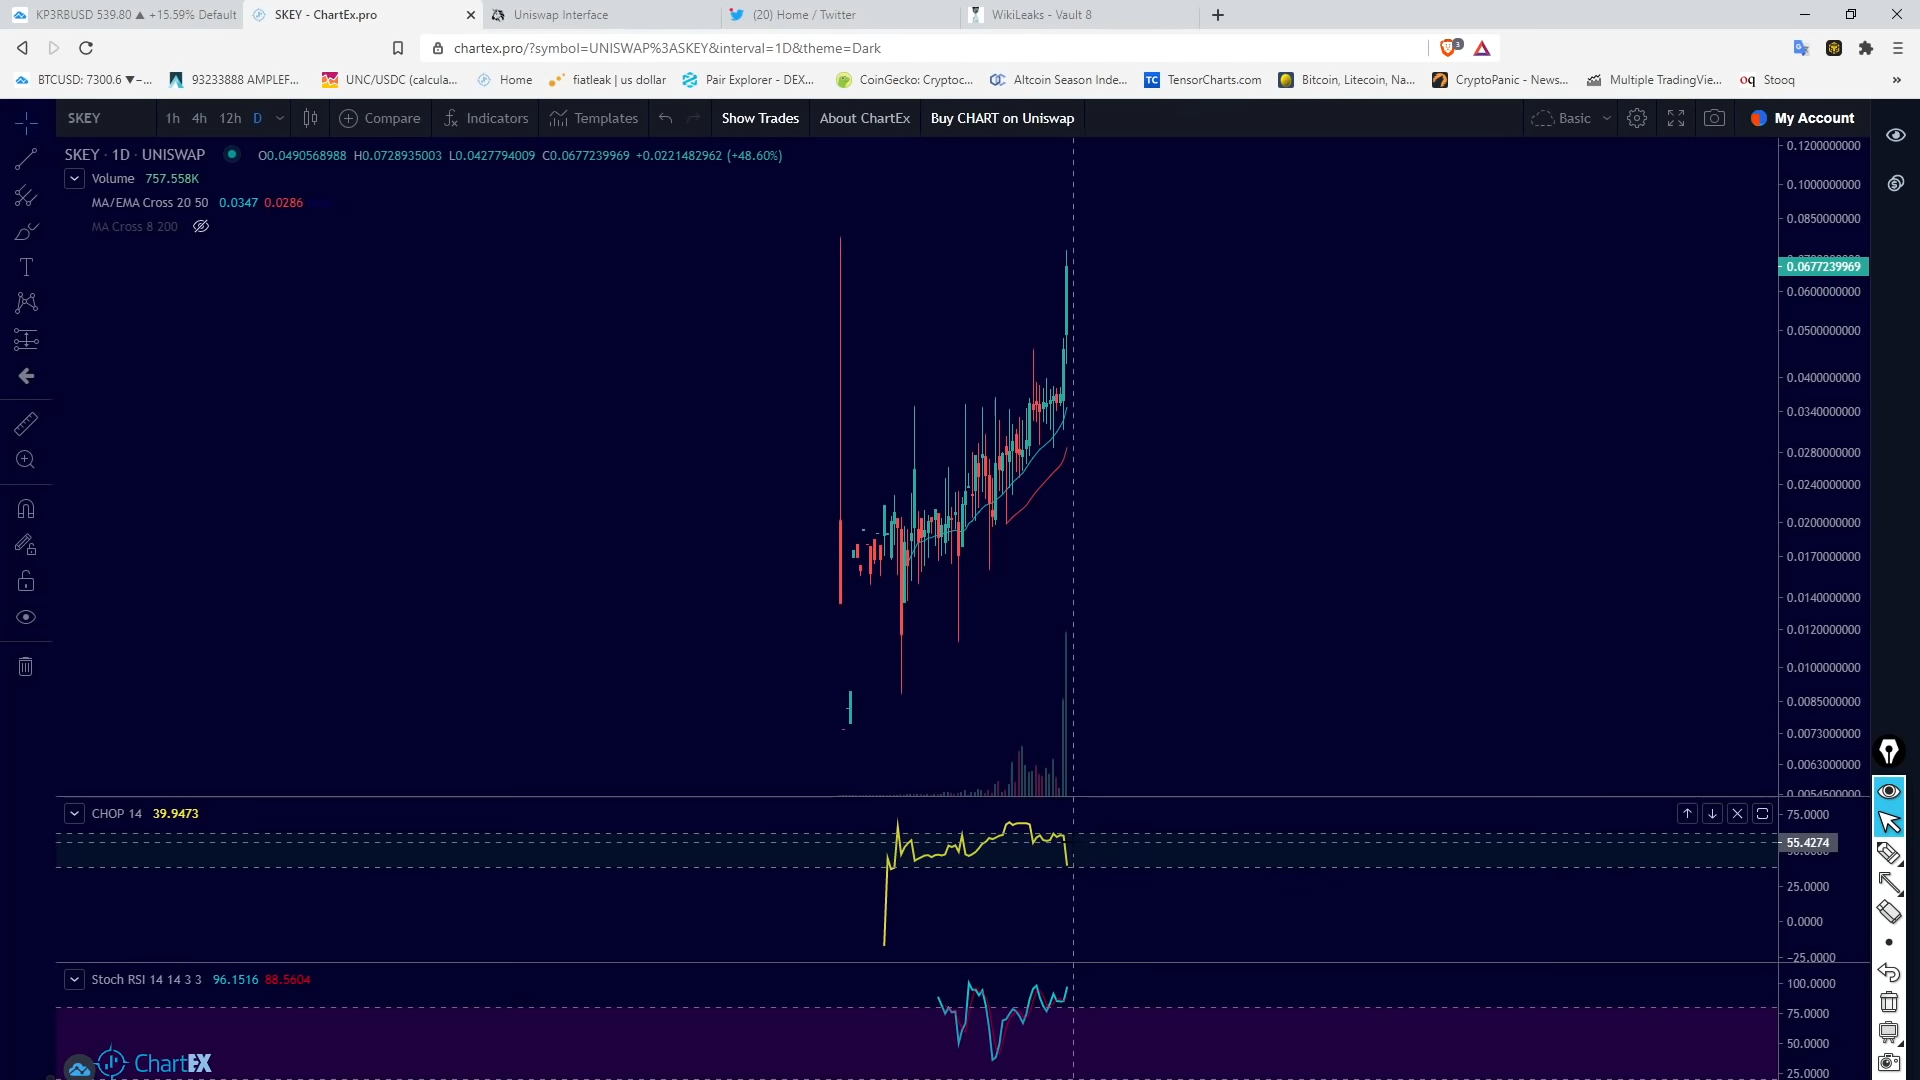 KP3RBUSD 539.80 ▲ +15.59% Default
SKEY - ChartEx.pro
Uniswap Interface
(20) Home / Twitter
WikiLeaks - Vault 8
chartex.pro/?symbol=UNISWAP%3ASKEY&interval=1D&theme=Dark
3
BTCUSD: 7300.6 ▼−...
93233888 AMPLEF...
UNC/USDC (calcula...
Home
fiatleak | us dollar
Pair Explorer - DEX...
CoinGecko: Cryptoc...
Altcoin Season Inde...
TC TensorCharts.com
Bitcoin, Litecoin, Na...
CryptoPanic - News...
Multiple TradingVie...
oq Stooq
»
SKEY
1h 4h 12h D
Compare
Indicators
Templates
Show Trades
About ChartEx
Buy CHART on Uniswap
Basic
My Account
SKEY · 1D · UNISWAP
O0.0490568988 H0.0728935003 L0.0427794009 C0.0677239969 +0.0221482962 (+48.60%)
Volume 757.558K
MA/EMA Cross 20 50 0.0347 0.0286
MA Cross 8 200
0.1200000000
0.1000000000
0.0850000000
0.0677239969
0.0600000000
0.0500000000
0.0400000000
0.0340000000
0.0280000000
0.0240000000
0.0200000000
0.0170000000
0.0140000000
0.0120000000
0.0100000000
0.0085000000
0.0073000000
0.0063000000
0.0054500000
CHOP 14 39.9473
75.0000
55.4274
25.0000
0.0000
−25.0000
Stoch RSI 14 14 3 3 96.1516 88.5604
100.0000
75.0000
50.0000
25.0000
ChartEX